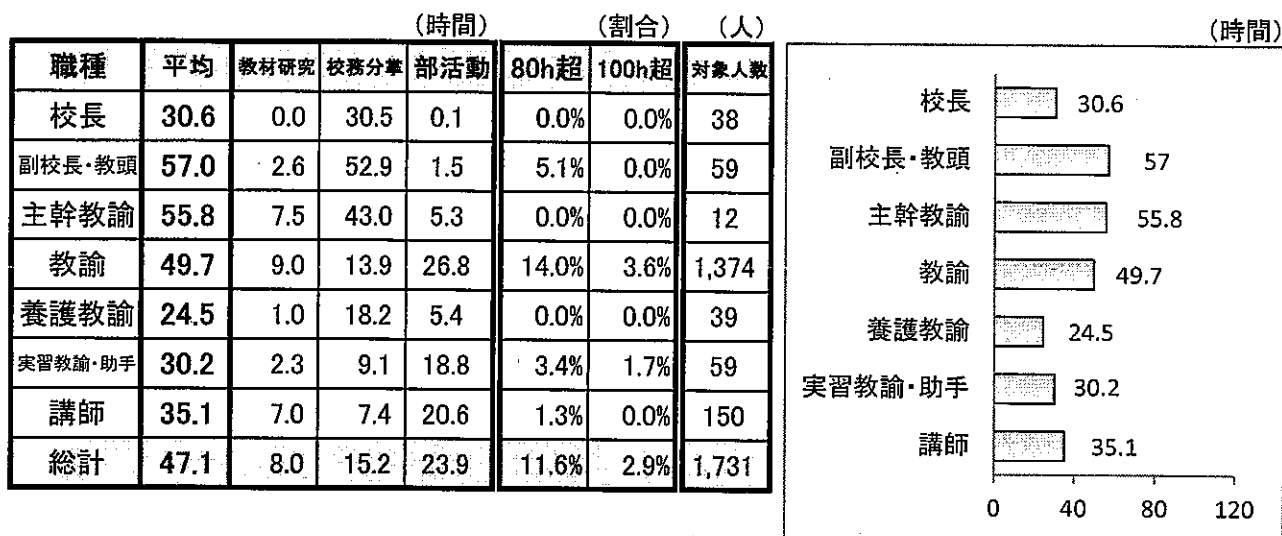 (時間) (割合) (人)
職種 平均 教材研究 校務分掌 部活動 80h超 100h超 対象人数
校長 30.6 0.0 30.5 0.1 0.0% 0.0% 38
副校長・教頭 57.0 2.6 52.9 1.5 5.1% 0.0% 59
主幹教諭 55.8 7.5 43.0 5.3 0.0% 0.0% 12
教諭 49.7 9.0 13.9 26.8 14.0% 3.6% 1,374
養護教諭 24.5 1.0 18.2 5.4 0.0% 0.0% 39
実習教諭・助手 30.2 2.3 9.1 18.8 3.4% 1.7% 59
講師 35.1 7.0 7.4 20.6 1.3% 0.0% 150
総計 47.1 8.0 15.2 23.9 11.6% 2.9% 1,731
(時間)
校長 30.6
副校長・教頭 57
主幹教諭 55.8
教諭 49.7
養護教諭 24.5
実習教諭・助手 30.2
講師 35.1
0 40 80 120